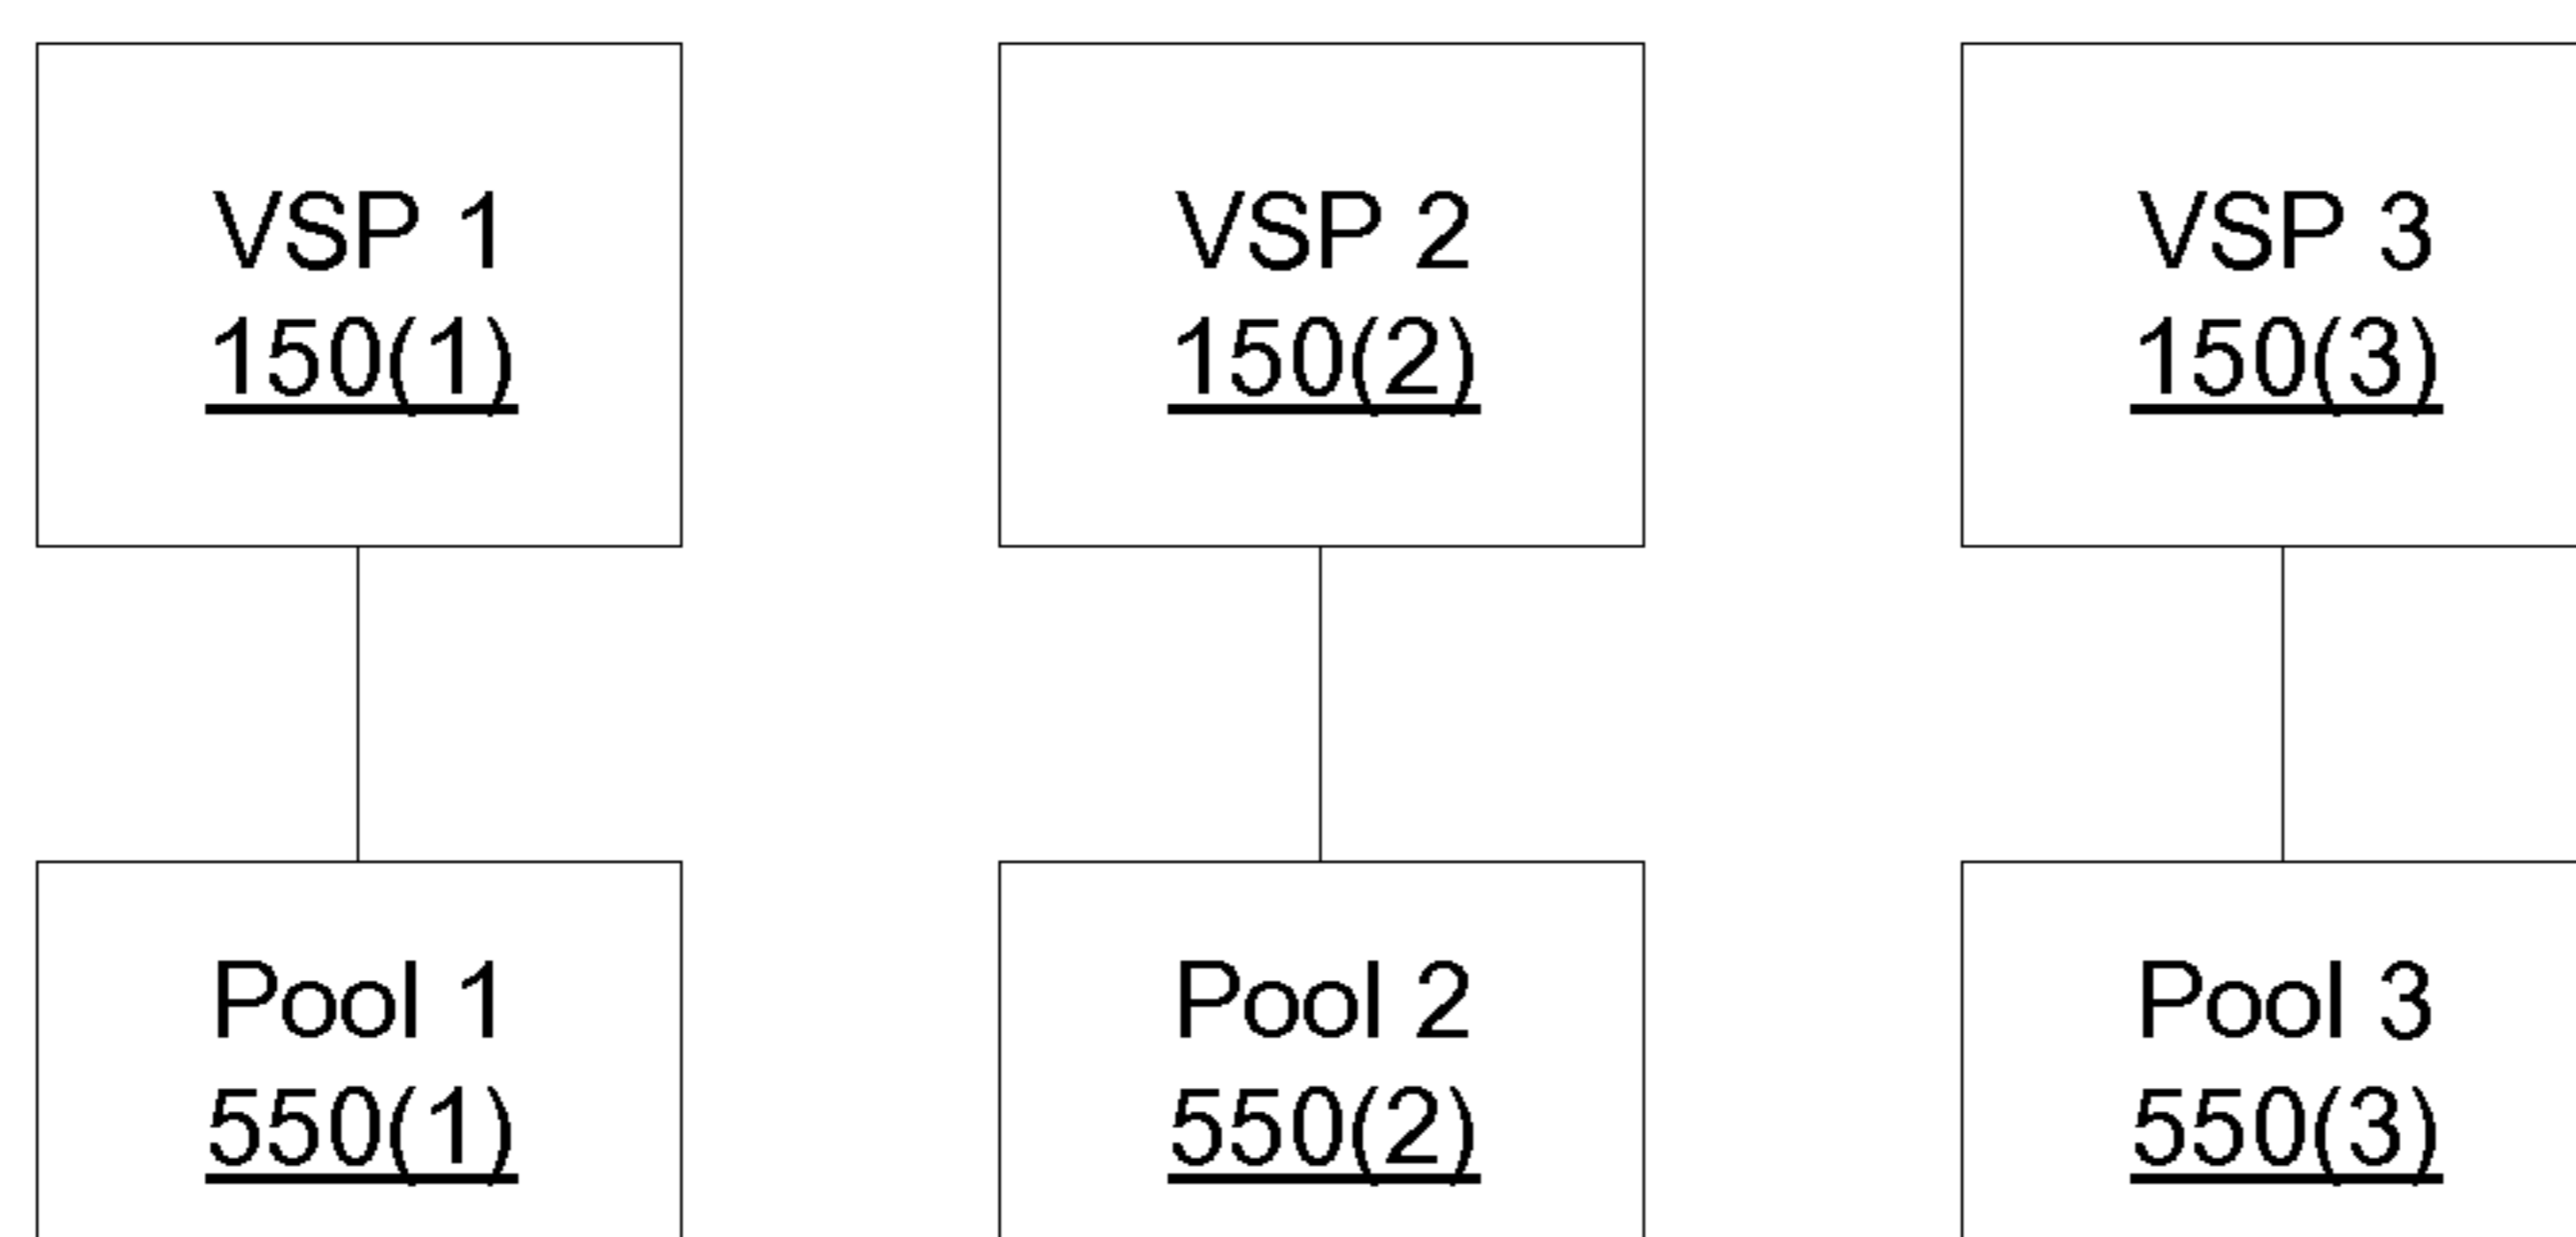 VSP 1
150(1)
VSP 2
150(2)
VSP 3
150(3)
Pool 1
550(1)
Pool 2
550(2)
Pool 3
550(3)